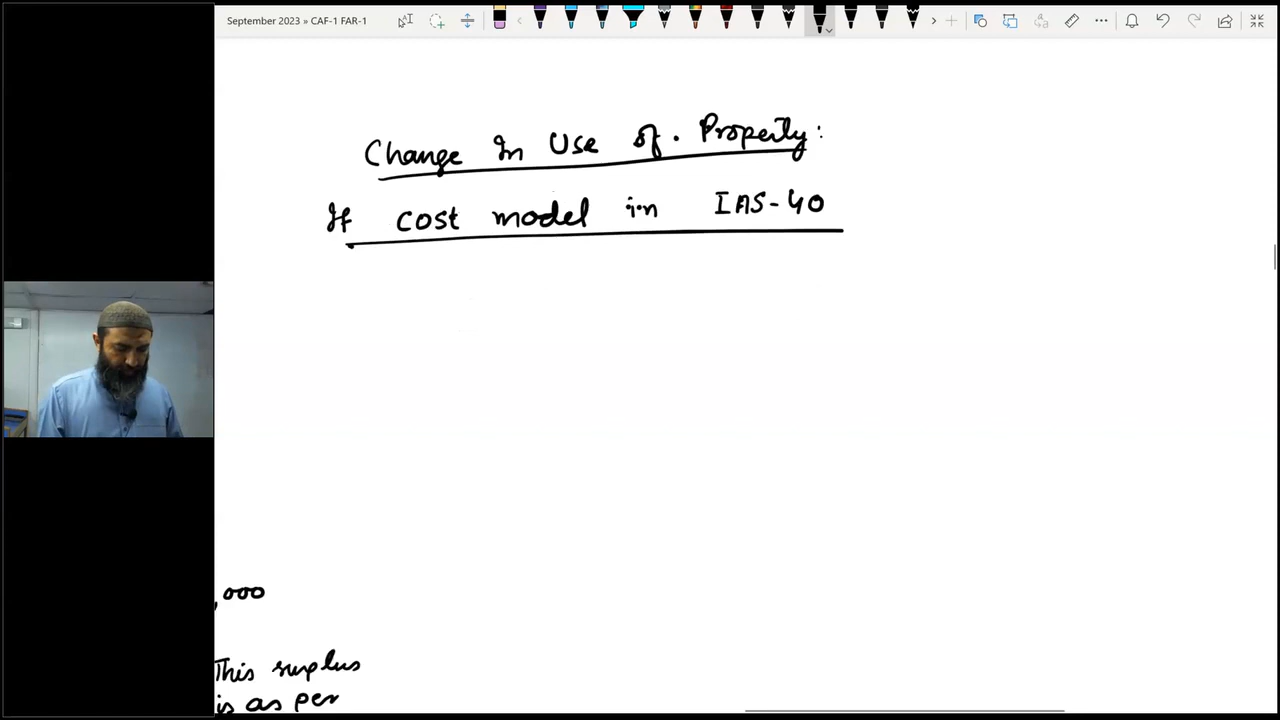 September 2023 » CAF-1 FAR-1
Change In Use of. Property:
If cost model in IAS-40
,000
This surplus
is as per